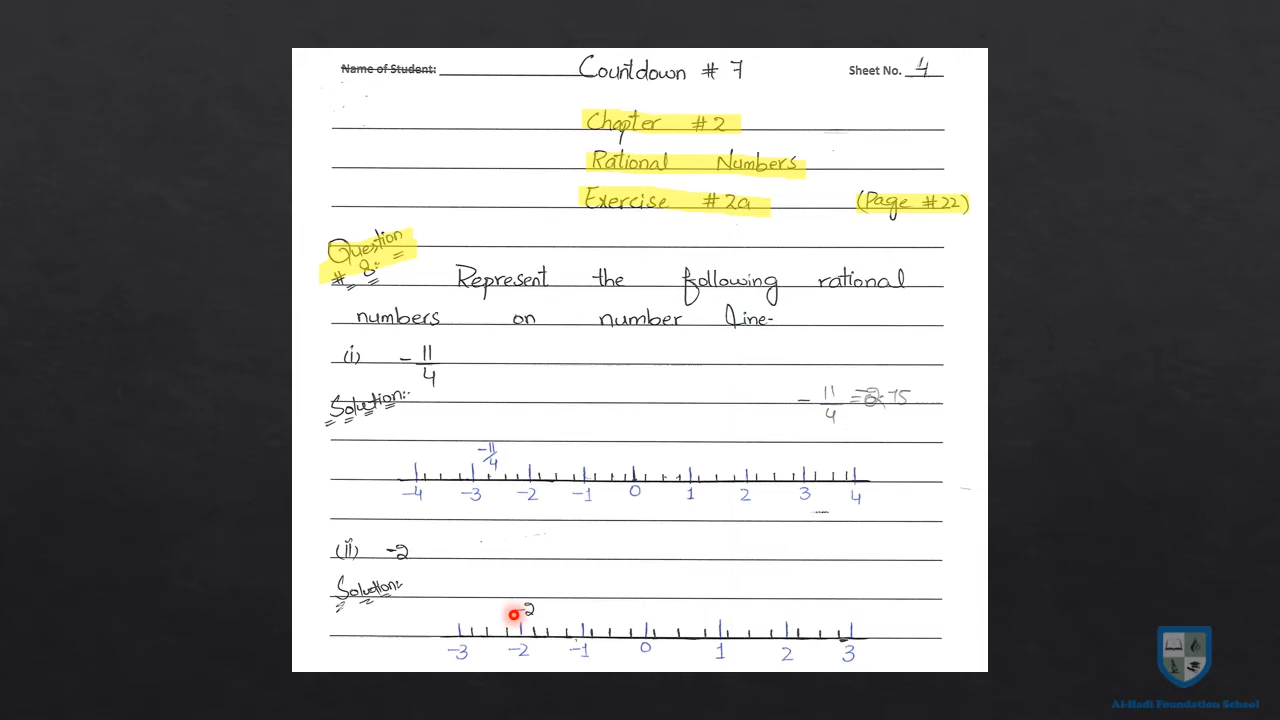 Name of Student: Countdown # 7 Sheet No. 4
Chapter #2
Rational Numbers
Exercise #2a (Page #22)
Question
# 8:
Represent the following rational
numbers on number line-
(i) -11/4
Solution:-
-11/4 = 75
-11/4
-4 -3 -2 -1 0 1 2 3 4
(ii) -2
Solution:-
-2
-3 -2 -1 0 1 2 3
Al-Hadi Foundation School